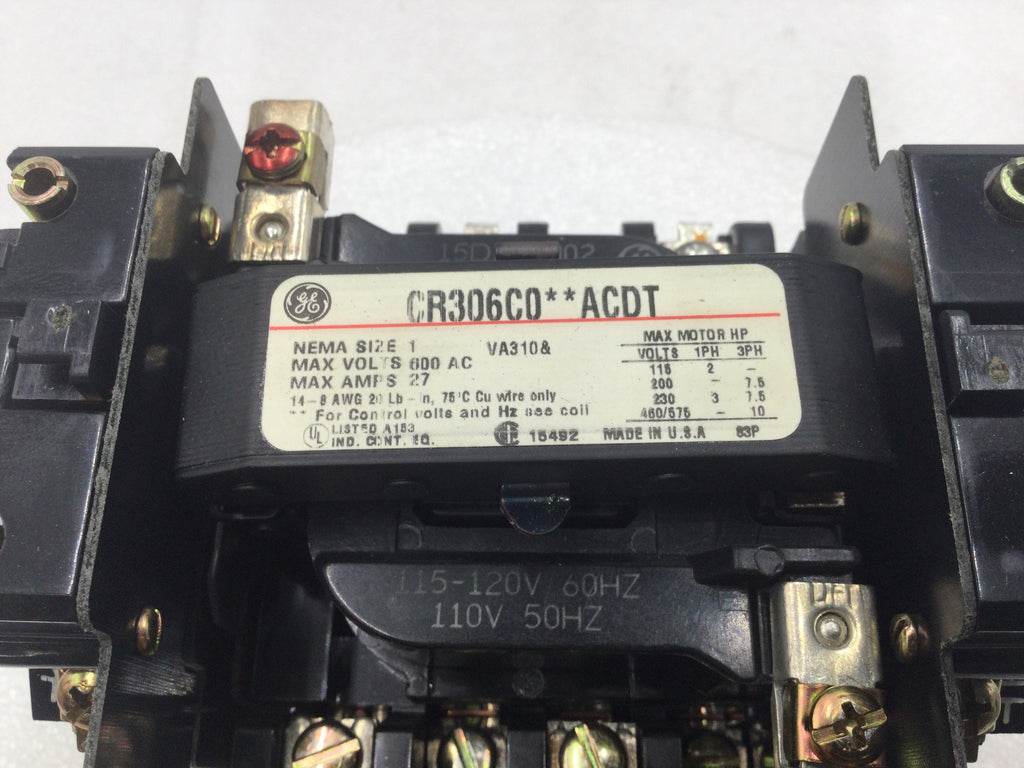 GE
CR306C0**ACDT
NEMA SIZE 1 VA310&
MAX VOLTS 600 AC
MAX AMPS 27
14-8 AWG 20 Lb-in, 75°C Cu wire only
** For Control volts and Hz see coil
UL LISTED A153
IND. CONT. EQ.
15492 MADE IN U.S.A 83P
MAX MOTOR HP
VOLTS 1PH 3PH
115 2 -
200 - 7.5
230 3 7.5
460/575 - 10
115-120V/60HZ
110V 50HZ